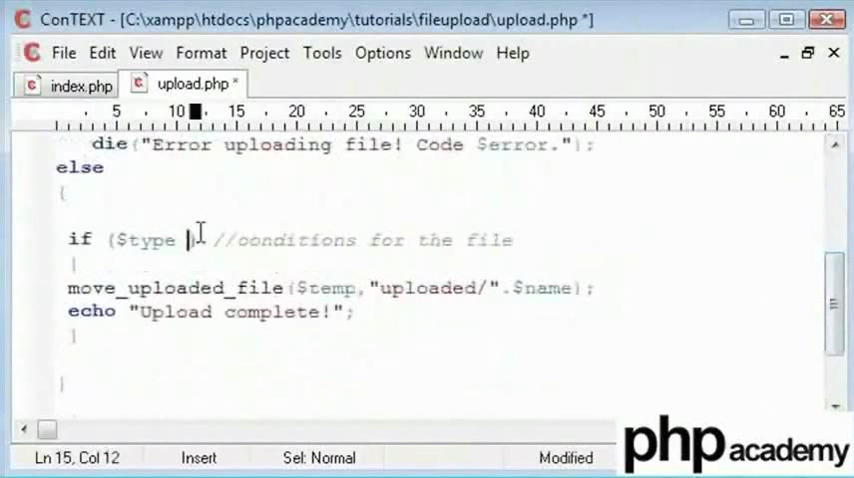 ConTEXT - [C:\xampp\htdocs\phpacademy\tutorials\fileupload\upload.php *]
File Edit View Format Project Tools Options Window Help
index.php upload.php *
5 10 15 20 25 30 35 40 45 50 55 60 65
die("Error uploading file! Code $error.");
else
{
if ($type ) //conditions for the file
{
move_uploaded_file($temp,"uploaded/".$name);
echo "Upload complete!";
}
}
Ln 15, Col 12 Insert Sel: Normal Modified
php academy